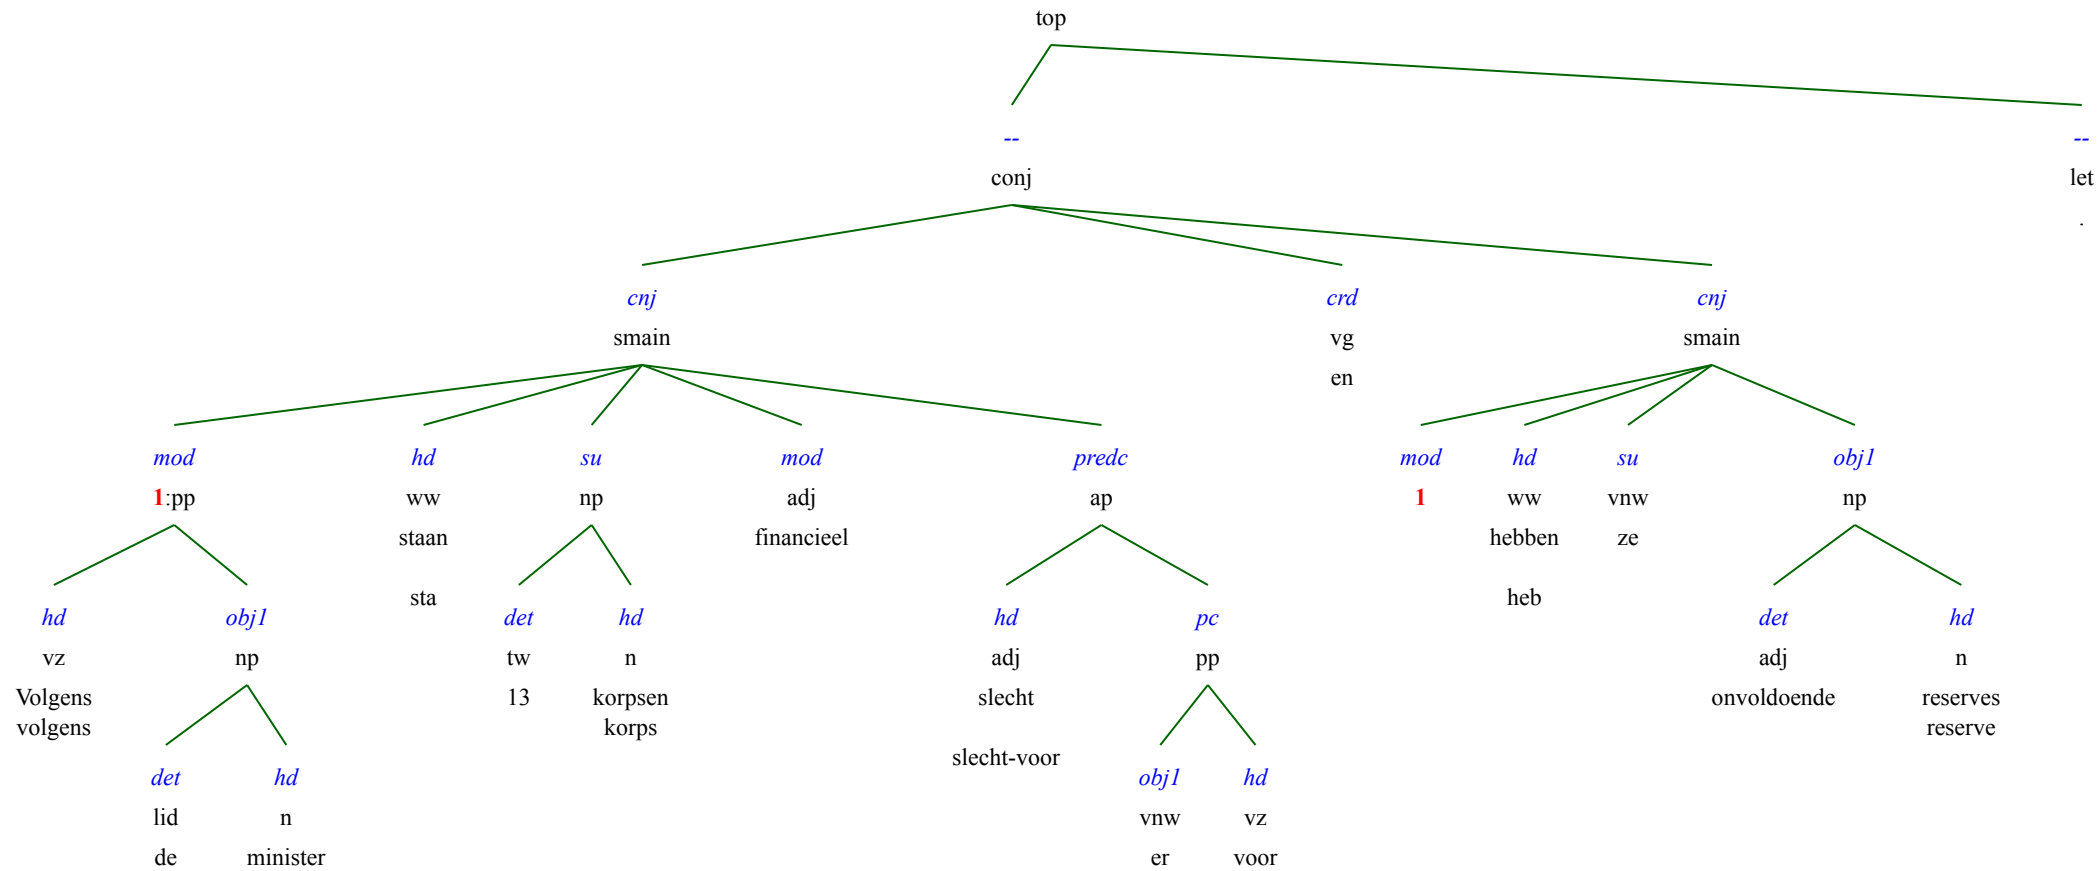 top
-- --
conj let
.
cnj crd cnj
smain vg smain
en
mod hd su mod predc mod hd su obj1
1:pp ww np adj ap 1 ww vnw np
staan financieel hebben ze
sta heb
hd obj1 det hd hd pc det hd
vz np tw n adj pp adj n
Volgens 13 korpsen slecht onvoldoende reserves
volgens korps reserve
slecht-voor
det hd obj1 hd
lid n vnw vz
de minister er voor